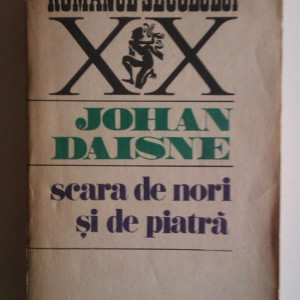 ROMANUL SECOLULUI
XX
JOHAN
DAISNE
scara de nori
și de piatră